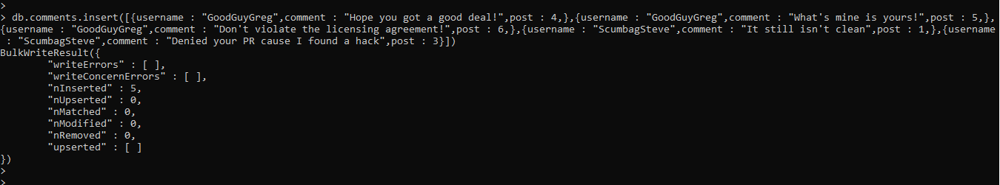 >
> db.comments.insert([{username : "GoodGuyGreg",comment : "Hope you got a good deal!",post : 4,},{username : "GoodGuyGreg",comment : "What's mine is yours!",post : 5,},
{username : "GoodGuyGreg",comment : "Don't violate the licensing agreement!",post : 6,},{username : "ScumbagSteve",comment : "It still isn't clean",post : 1,},{username
 : "ScumbagSteve",comment : "Denied your PR cause I found a hack",post : 3}])
BulkWriteResult({
        "writeErrors" : [ ],
        "writeConcernErrors" : [ ],
        "nInserted" : 5,
        "nUpserted" : 0,
        "nMatched" : 0,
        "nModified" : 0,
        "nRemoved" : 0,
        "upserted" : [ ]
})
>
>